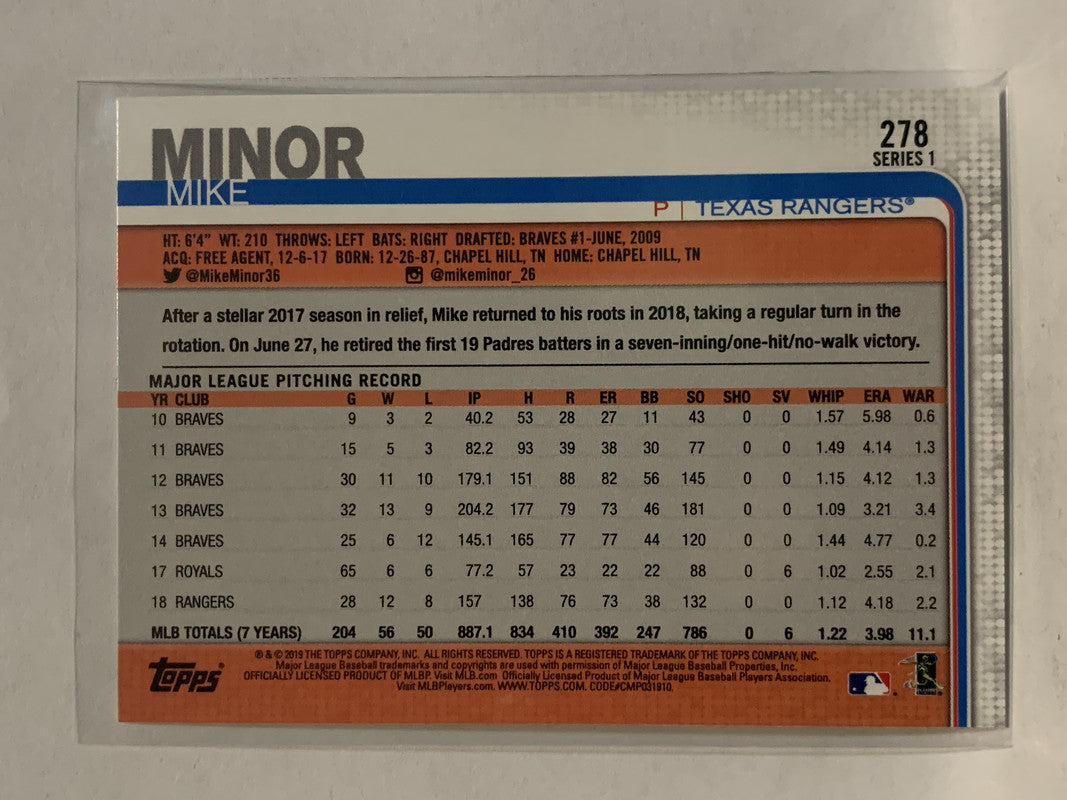 MINOR
MIKE
278
SERIES 1
P | TEXAS RANGERS®
HT: 6'4" WT: 210 THROWS: LEFT BATS: RIGHT DRAFTED: BRAVES #1-JUNE, 2009
ACQ: FREE AGENT, 12-6-17 BORN: 12-26-87, CHAPEL HILL, TN HOME: CHAPEL HILL, TN
@MikeMinor36 @mikeminor_26
After a stellar 2017 season in relief, Mike returned to his roots in 2018, taking a regular turn in the
rotation. On June 27, he retired the first 19 Padres batters in a seven-inning/one-hit/no-walk victory.
MAJOR LEAGUE PITCHING RECORD
YR CLUB G W L IP H R ER BB SO SHO SV WHIP ERA WAR
10 BRAVES 9 3 2 40.2 53 28 27 11 43 0 0 1.57 5.98 0.6
11 BRAVES 15 5 3 82.2 93 39 38 30 77 0 0 1.49 4.14 1.3
12 BRAVES 30 11 10 179.1 151 88 82 56 145 0 0 1.15 4.12 1.3
13 BRAVES 32 13 9 204.2 177 79 73 46 181 0 0 1.09 3.21 3.4
14 BRAVES 25 6 12 145.1 165 77 77 44 120 0 0 1.44 4.77 0.2
17 ROYALS 65 6 6 77.2 57 23 22 22 88 0 6 1.02 2.55 2.1
18 RANGERS 28 12 8 157 138 76 73 38 132 0 0 1.12 4.18 2.2
MLB TOTALS (7 YEARS) 204 56 50 887.1 834 410 392 247 786 0 6 1.22 3.98 11.1
Topps
® & © 2019 THE TOPPS COMPANY, INC. ALL RIGHTS RESERVED. TOPPS IS A REGISTERED TRADEMARK OF THE TOPPS COMPANY, INC.
Major League Baseball trademarks and copyrights are used with permission of Major League Baseball Properties, Inc.
OFFICIALLY LICENSED PRODUCT OF MLBP. Visit MLB.com Officially Licensed Product of Major League Baseball Players Association.
Visit MLBPlayers.com. WWW.TOPPS.COM. CODE#CMP031910.